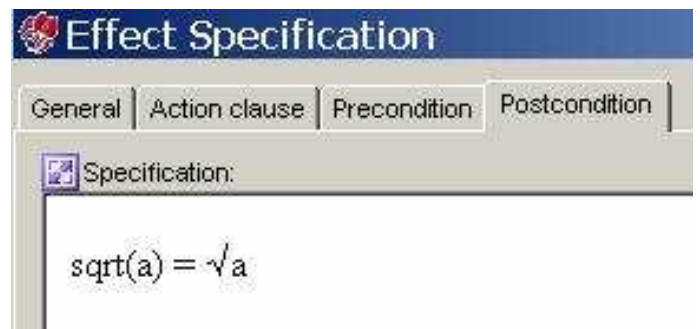 Effect Specification
General Action clause Precondition Postcondition
Specification:
sqrt(a) = √a